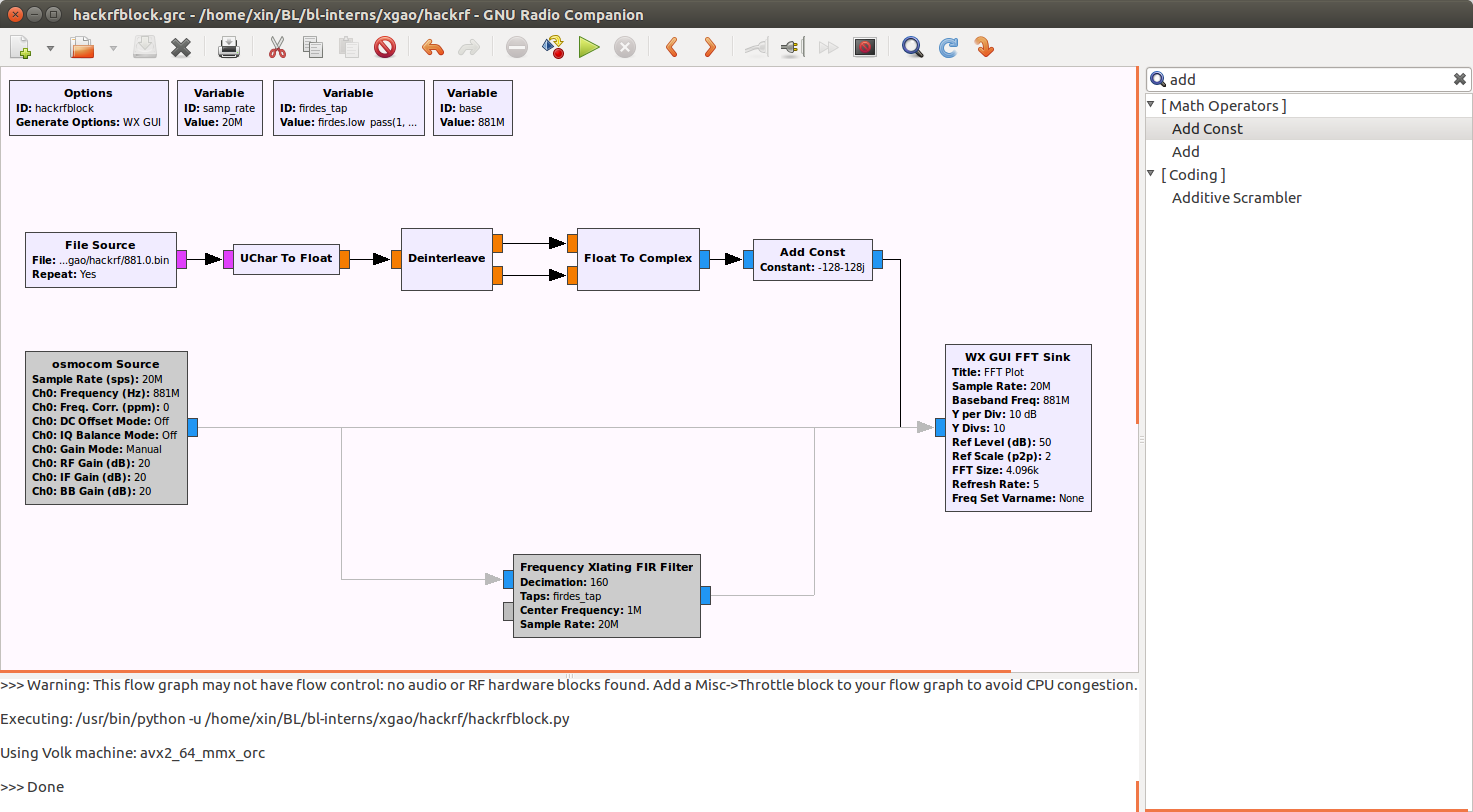 hackrfblock.grc - /home/xin/BL/bl-interns/xgao/hackrf - GNU Radio Companion
Options
ID: hackrfblock
Generate Options: WX GUI
Variable
ID: samp_rate
Value: 20M
Variable
ID: firdes_tap
Value: firdes.low_pass(1, ...
Variable
ID: base
Value: 881M
File Source
File: ...gao/hackrf/881.0.bin
Repeat: Yes
UChar To Float
Deinterleave
Float To Complex
Add Const
Constant: -128-128j
osmocom Source
Sample Rate (sps): 20M
Ch0: Frequency (Hz): 881M
Ch0: Freq. Corr. (ppm): 0
Ch0: DC Offset Mode: Off
Ch0: IQ Balance Mode: Off
Ch0: Gain Mode: Manual
Ch0: RF Gain (dB): 20
Ch0: IF Gain (dB): 20
Ch0: BB Gain (dB): 20
WX GUI FFT Sink
Title: FFT Plot
Sample Rate: 20M
Baseband Freq: 881M
Y per Div: 10 dB
Y Divs: 10
Ref Level (dB): 50
Ref Scale (p2p): 2
FFT Size: 4.096k
Refresh Rate: 5
Freq Set Varname: None
Frequency Xlating FIR Filter
Decimation: 160
Taps: firdes_tap
Center Frequency: 1M
Sample Rate: 20M
>>> Warning: This flow graph may not have flow control: no audio or RF hardware blocks found. Add a Misc->Throttle block to your flow graph to avoid CPU congestion.
Executing: /usr/bin/python -u /home/xin/BL/bl-interns/xgao/hackrf/hackrfblock.py
Using Volk machine: avx2_64_mmx_orc
>>> Done
add
[ Math Operators ]
Add Const
Add
[ Coding ]
Additive Scrambler